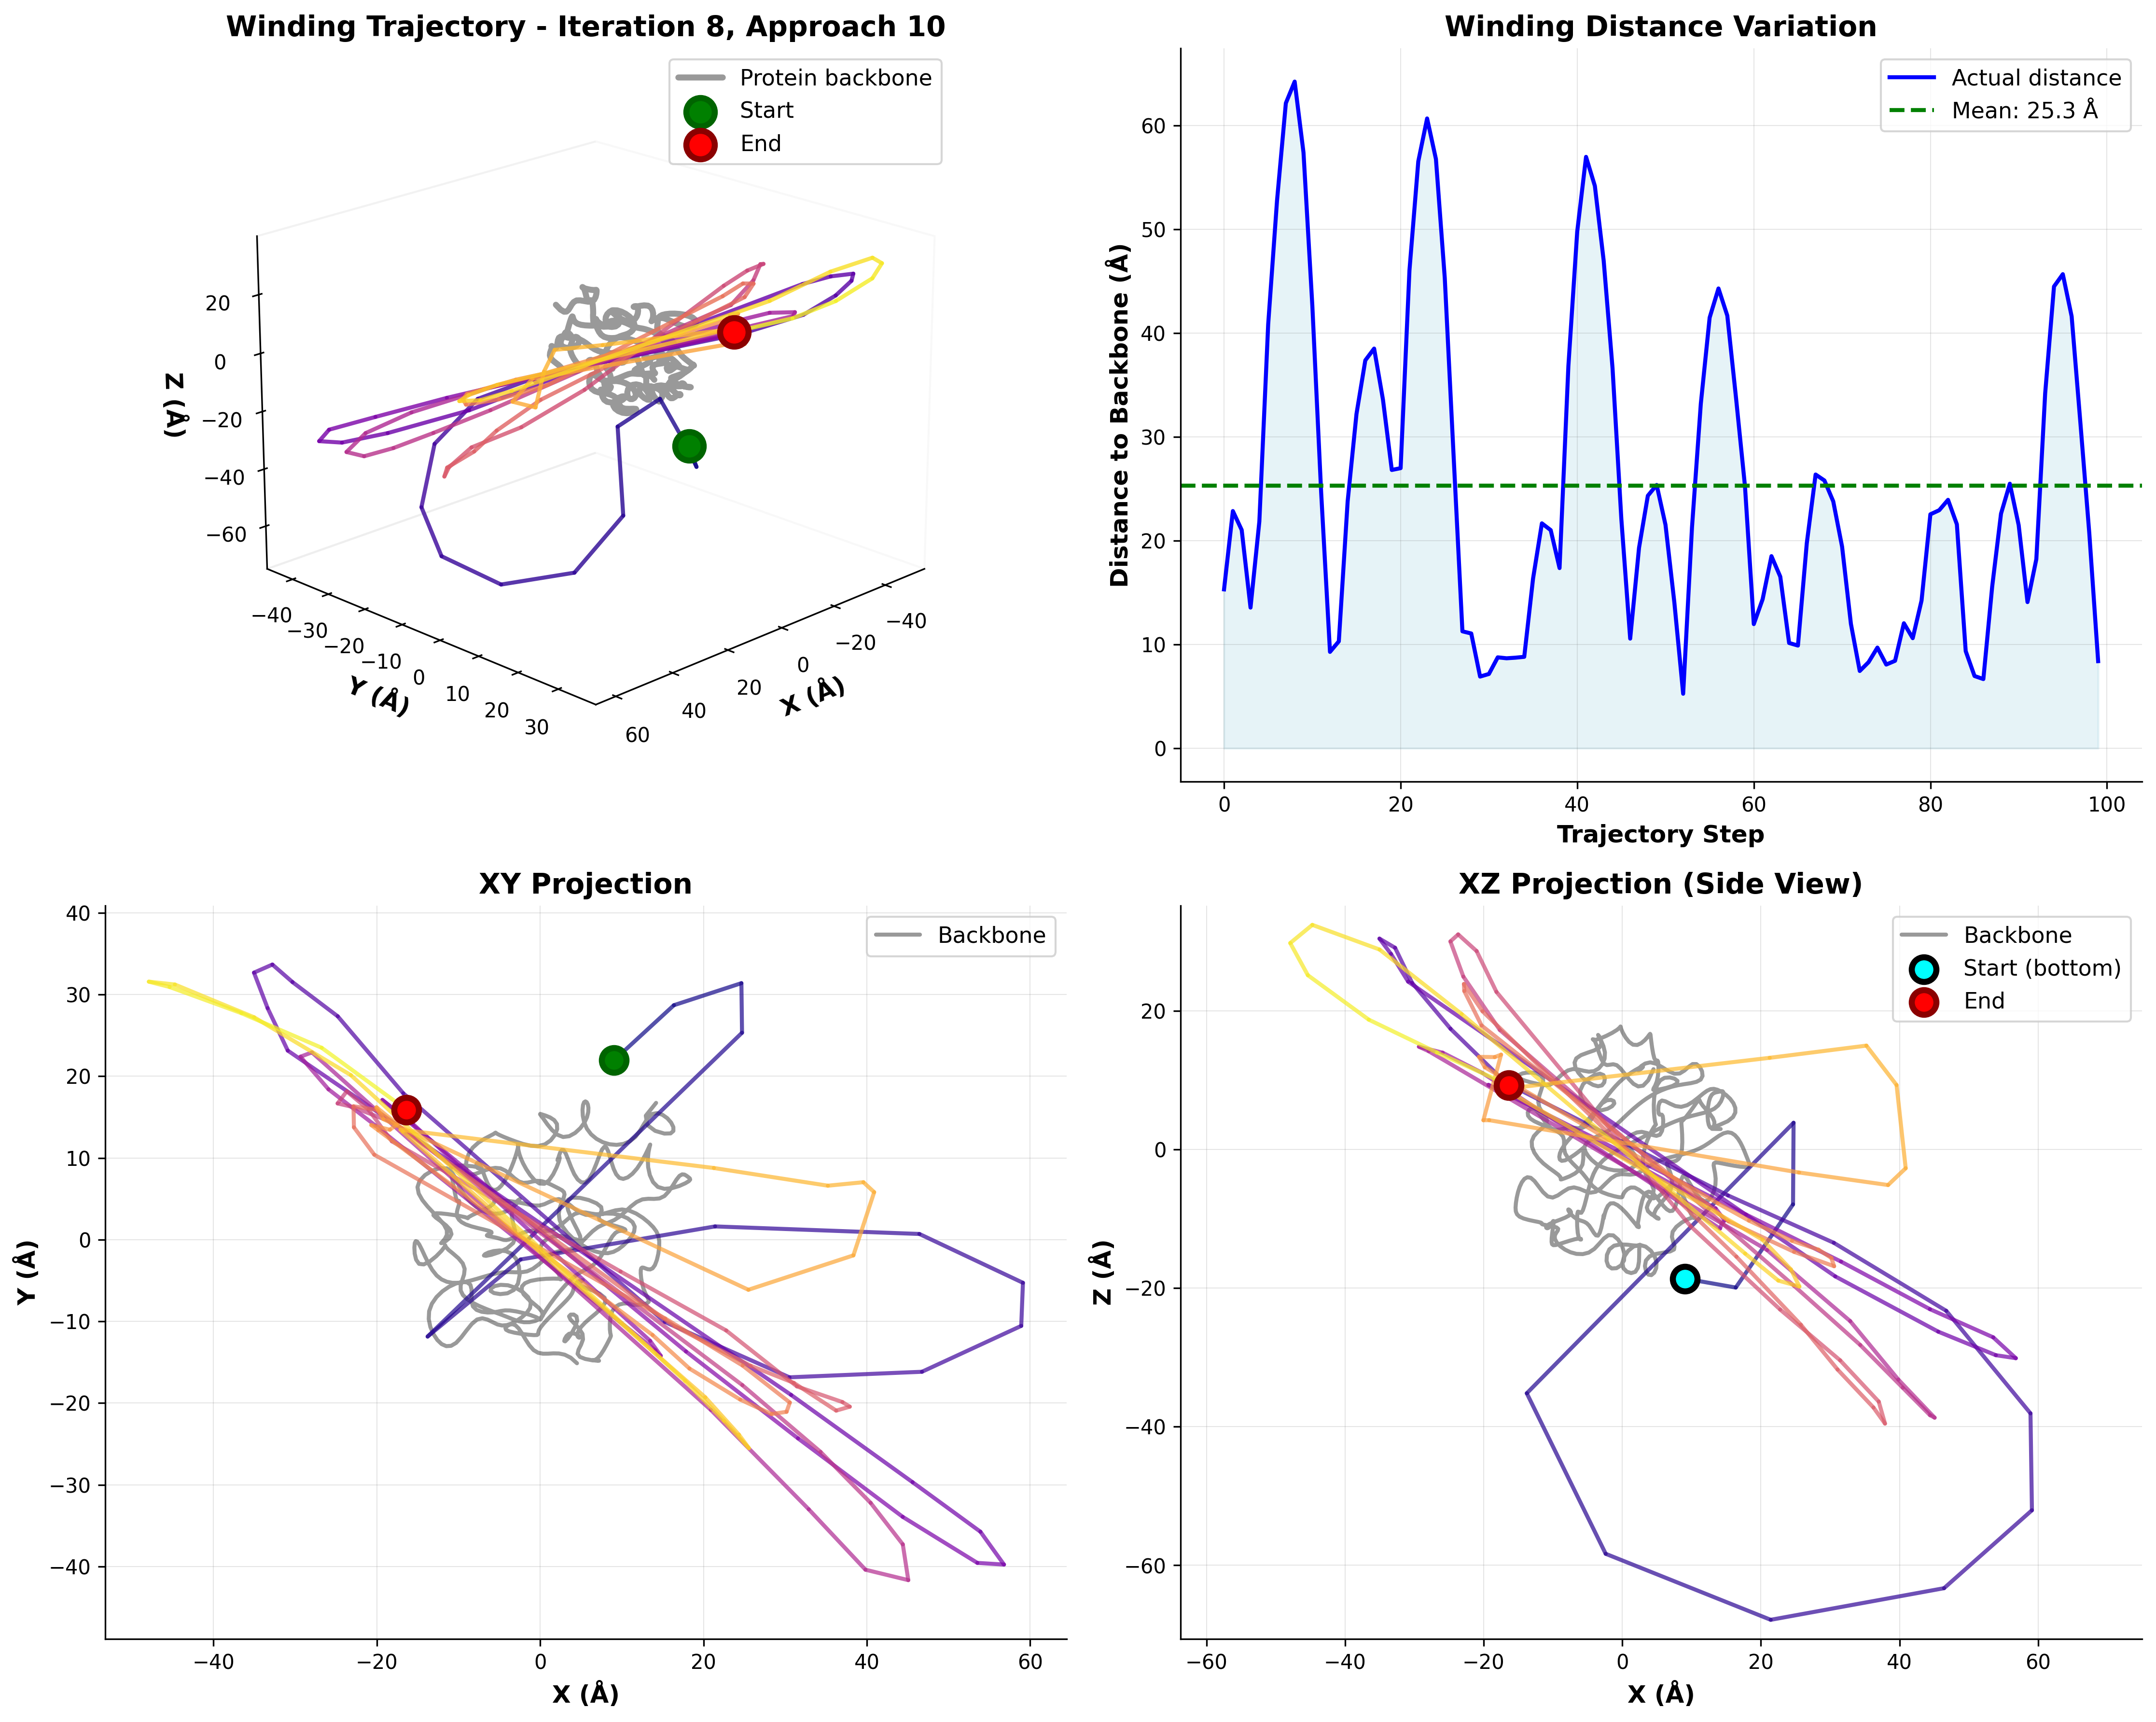 Winding Trajectory - Iteration 8, Approach 10
Protein backbone
Start
End
20
0
−20
−40
−60
Z (Å)
−40
−30
−20
−10
0
10
20
30
Y (Å)
60
40
20
0
−20
−40
X (Å)
Winding Distance Variation
Actual distance
Mean: 25.3 Å
60
50
40
30
20
10
0
Distance to Backbone (Å)
0
20
40
60
80
100
Trajectory Step
XY Projection
Backbone
40
30
20
10
0
−10
−20
−30
−40
Y (Å)
−40
−20
0
20
40
60
X (Å)
XZ Projection (Side View)
Backbone
Start (bottom)
End
20
0
−20
−40
−60
Z (Å)
−60
−40
−20
0
20
40
60
X (Å)